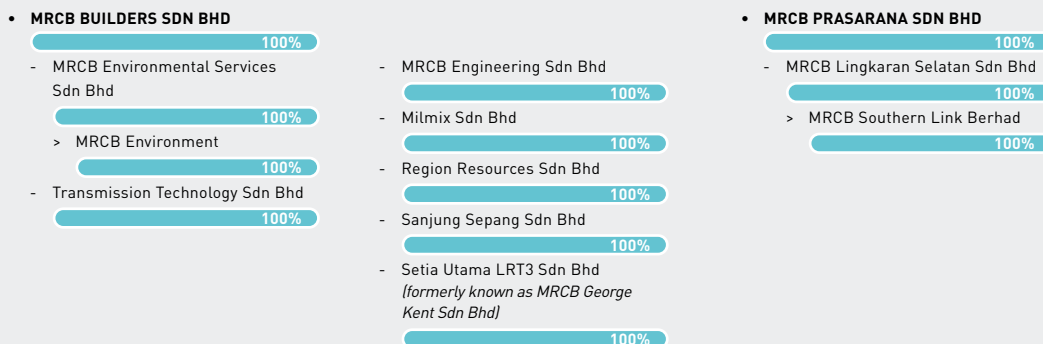 • MRCB BUILDERS SDN BHD
100%
- MRCB Environmental Services
Sdn Bhd
100%
> MRCB Environment
100%
- Transmission Technology Sdn Bhd
100%
- MRCB Engineering Sdn Bhd
100%
- Milmix Sdn Bhd
100%
- Region Resources Sdn Bhd
100%
- Sanjung Sepang Sdn Bhd
100%
- Setia Utama LRT3 Sdn Bhd
(formerly known as MRCB George
Kent Sdn Bhd)
100%
• MRCB PRASARANA SDN BHD
100%
- MRCB Lingkaran Selatan Sdn Bhd
100%
> MRCB Southern Link Berhad
100%